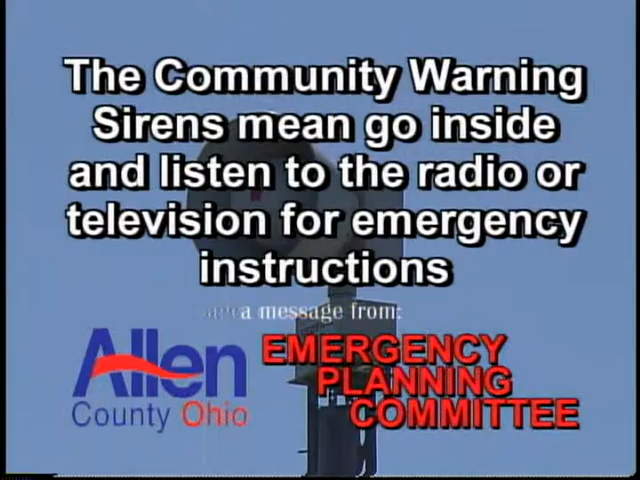 The Community Warning
Sirens mean go inside
and listen to the radio or
television for emergency
instructions
a message from:
Allen
County Ohio
EMERGENCY
PLANNING
COMMITTEE